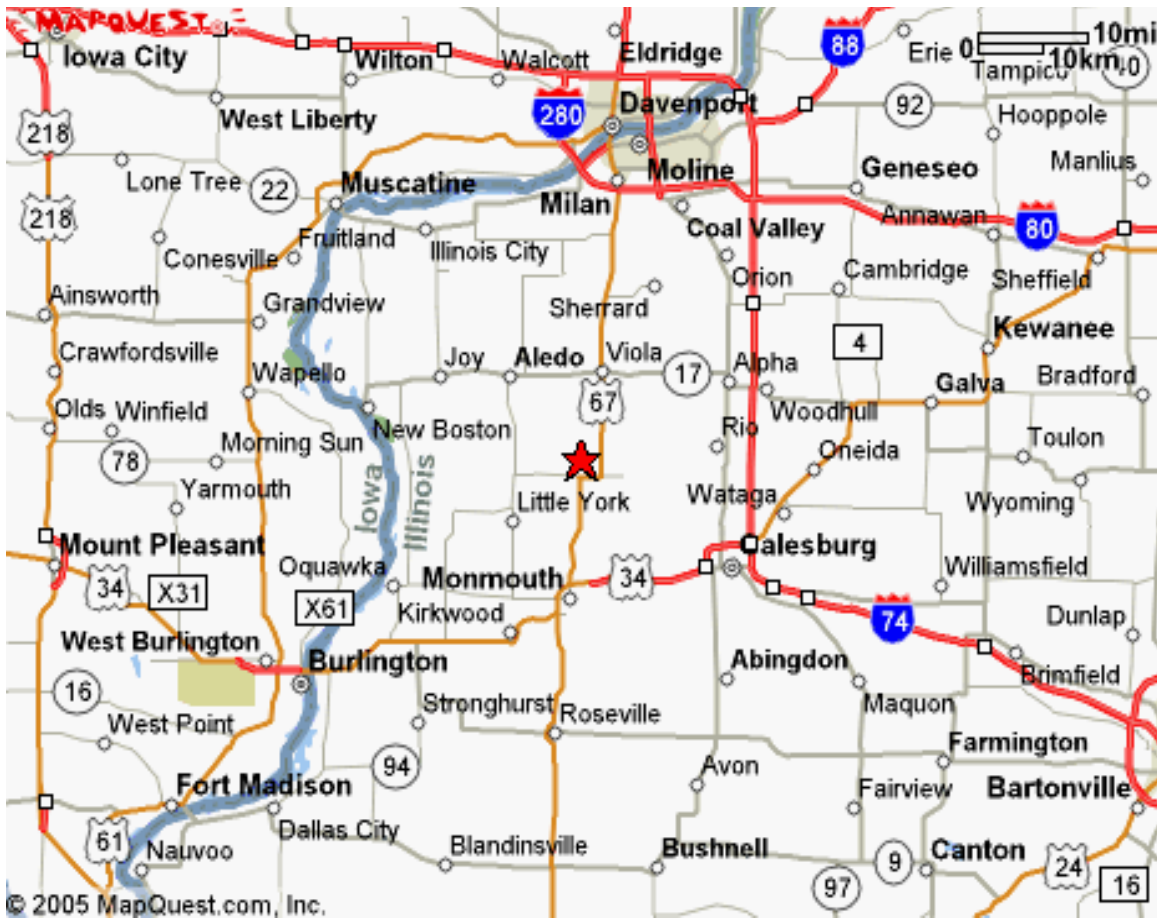 MAPQUEST
Iowa City
Wilton
Walcott
Eldridge
88
Erie
0
10mi
10km
Tampico
40
West Liberty
280
Davenport
92
Hooppole
218
Lone Tree
22
Muscatine
Moline
Geneseo
Manlius
218
Milan
Coal Valley
Annawan
80
Conesville
Fruitland
Illinois City
Orion
Cambridge
Sheffield
Ainsworth
Grandview
Sherrard
Kewanee
Crawfordsville
Wapello
Joy
Aledo
Viola
17
Alpha
4
Galva
Bradford
Olds
Winfield
67
Woodhull
78
Morning Sun
New Boston
Rio
Oneida
Toulon
Yarmouth
Iowa
Illinois
Little York
Wataga
Wyoming
Mount Pleasant
Oquawka
Galesburg
34
X31
X61
Monmouth
34
Williamsfield
Kirkwood
74
Dunlap
West Burlington
Burlington
Abingdon
Brimfield
16
Stronghurst
Maquon
West Point
Roseville
Farmington
94
Avon
Fort Madison
Fairview
Bartonville
Dallas City
61
Nauvoo
Blandinsville
Bushnell
9
Canton
24
97
16
© 2005 MapQuest.com, Inc.